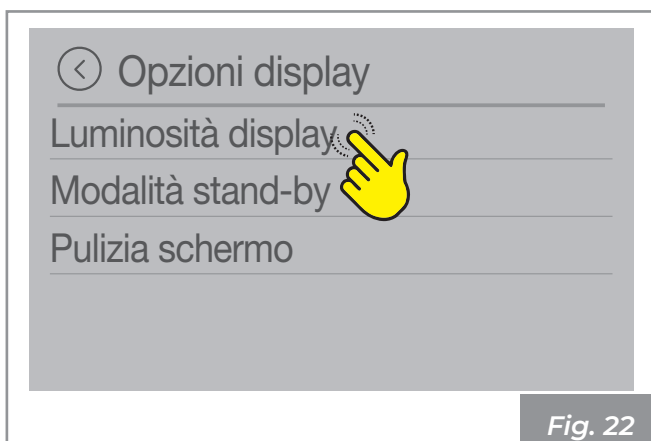 Opzioni display
Luminosità display
Modalità stand-by
Pulizia schermo
Fig. 22